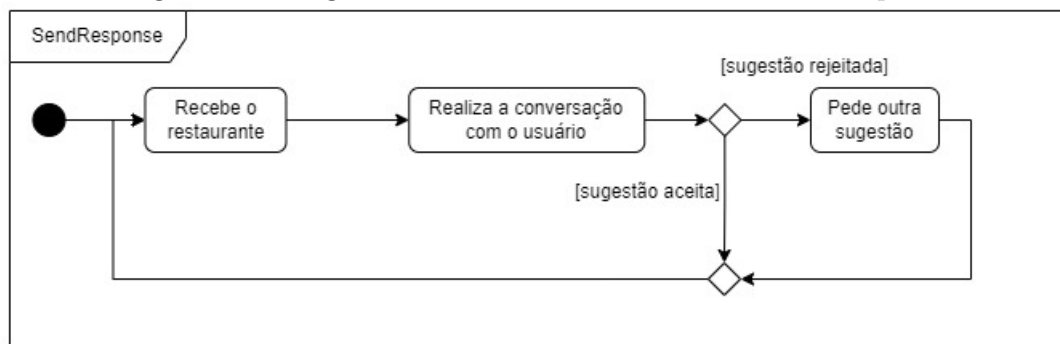 SendResponse
[sugestão rejeitada]
Recebe o
restaurante
Realiza a conversação
com o usuário
Pede outra
sugestão
[sugestão aceita]